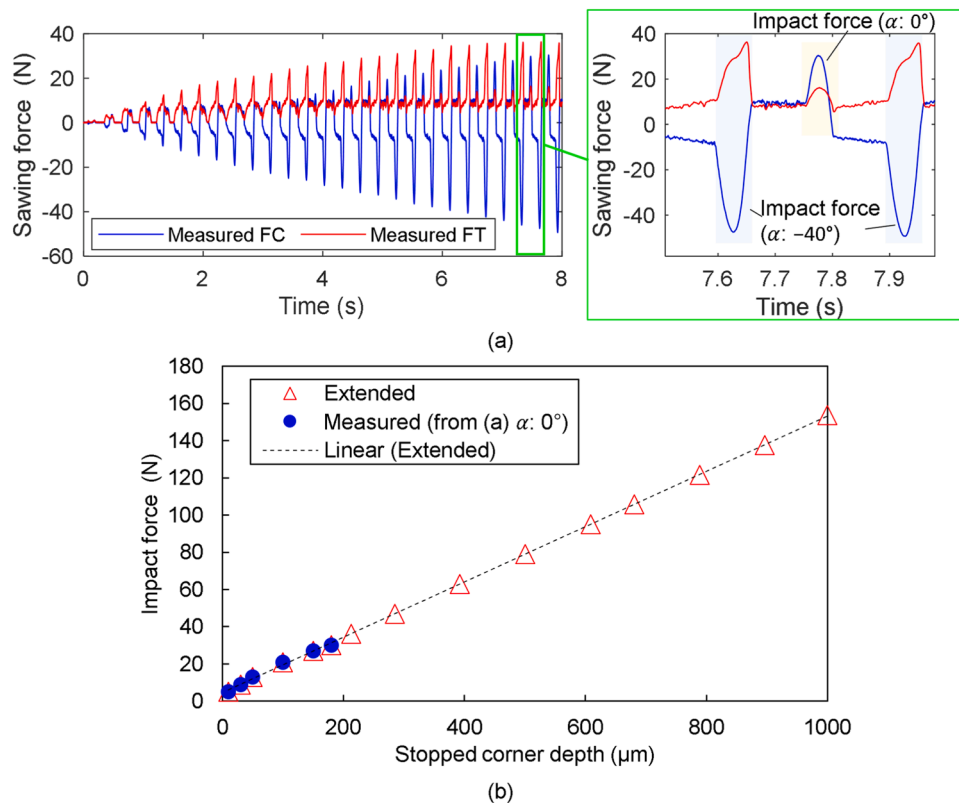 Sawing force (N)
40
20
0
-20
-40
-60
Measured FC
Measured FT
0
2
4
6
8
Time (s)
Impact force (α: 0°)
Sawing force (N)
40
20
0
-20
-40
Impact force
(α: −40°)
7.6
7.7
7.8
7.9
Time (s)
(a)
Impact force (N)
180
160
140
120
100
80
60
40
20
0
Extended
Measured (from (a) α: 0°)
Linear (Extended)
0
200
400
600
800
1000
Stopped corner depth (µm)
(b)